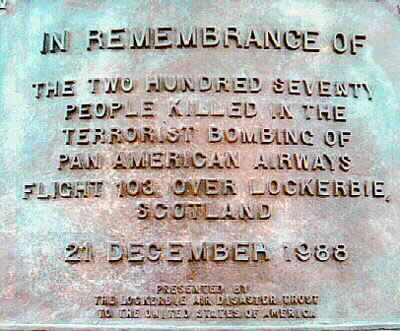 IN REMEMBRANCE OF
THE TWO HUNDRED SEVENTY
PEOPLE KILLED IN THE
TERRORIST BOMBING OF
PAN AMERICAN AIRWAYS
FLIGHT 103 OVER LOCKERBIE,
SCOTLAND
21 DECEMBER 1988
PRESENTED BY
THE LOCKERBIE AIR DISASTER TRUST
TO THE UNITED STATES OF AMERICA